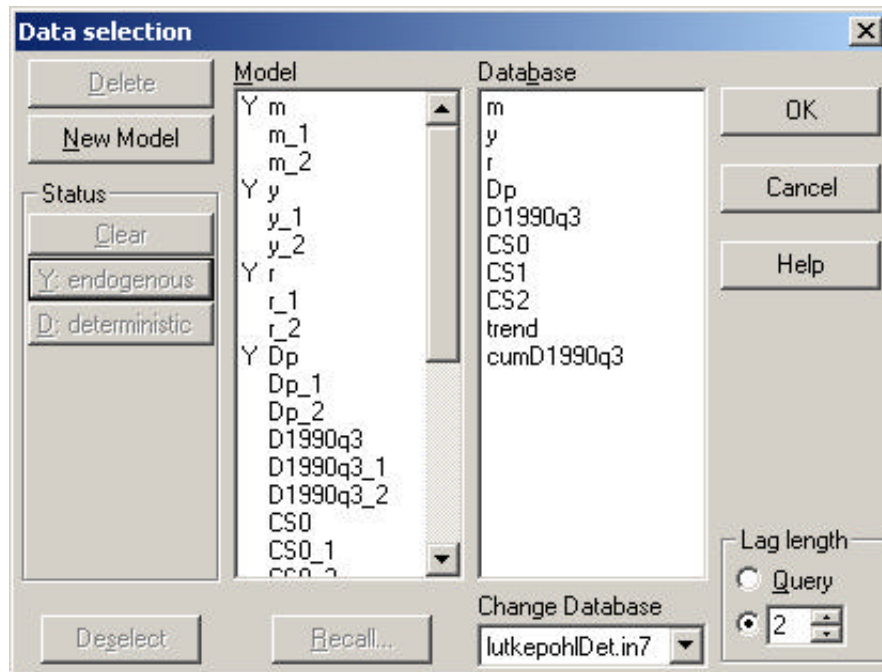 Data selection
Delete
New Model
Status
Clear
Y: endogenous
D: deterministic
Deselect
Model
Y m
m_1
m_2
Y y
y_1
y_2
Y r
r_1
r_2
Y Dp
Dp_1
Dp_2
D1990q3
D1990q3_1
D1990q3_2
CS0
CS0_1
CS0_2
Recall...
Database
m
y
r
Dp
D1990q3
CS0
CS1
CS2
trend
cumD1990q3
Change Database
lutkepohlDet.in7
OK
Cancel
Help
Lag length
Query
2